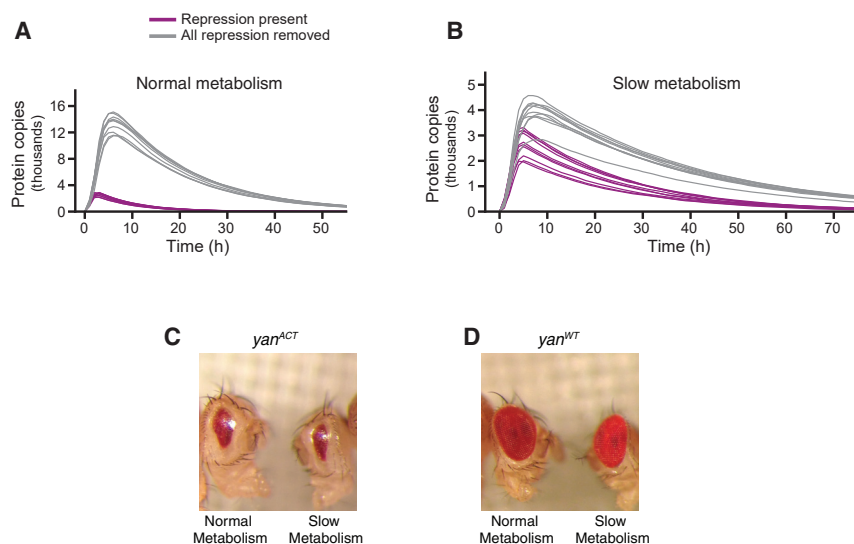 Repression present
All repression removed
A
B
Normal metabolism
Protein copies
(thousands)
16
12
8
4
0
0 10 20 30 40 50
Time (h)
Slow metabolism
Protein copies
(thousands)
5
4
3
2
1
0
0 10 20 30 40 50 60 70
Time (h)
C
yanACT
Normal
Metabolism
Slow
Metabolism
D
yanWT
Normal
Metabolism
Slow
Metabolism